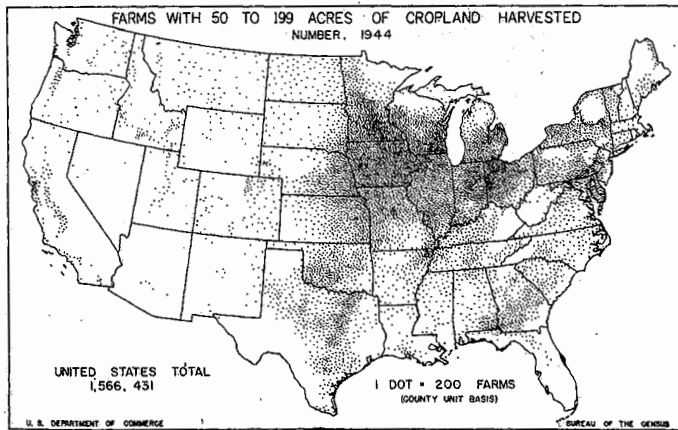 FARMS WITH 50 TO 199 ACRES OF CROPLAND HARVESTED
NUMBER, 1944
UNITED STATES TOTAL
1,566,431
1 DOT = 200 FARMS
(COUNTY UNIT BASIS)
U. S. DEPARTMENT OF COMMERCE
BUREAU OF THE CENSUS